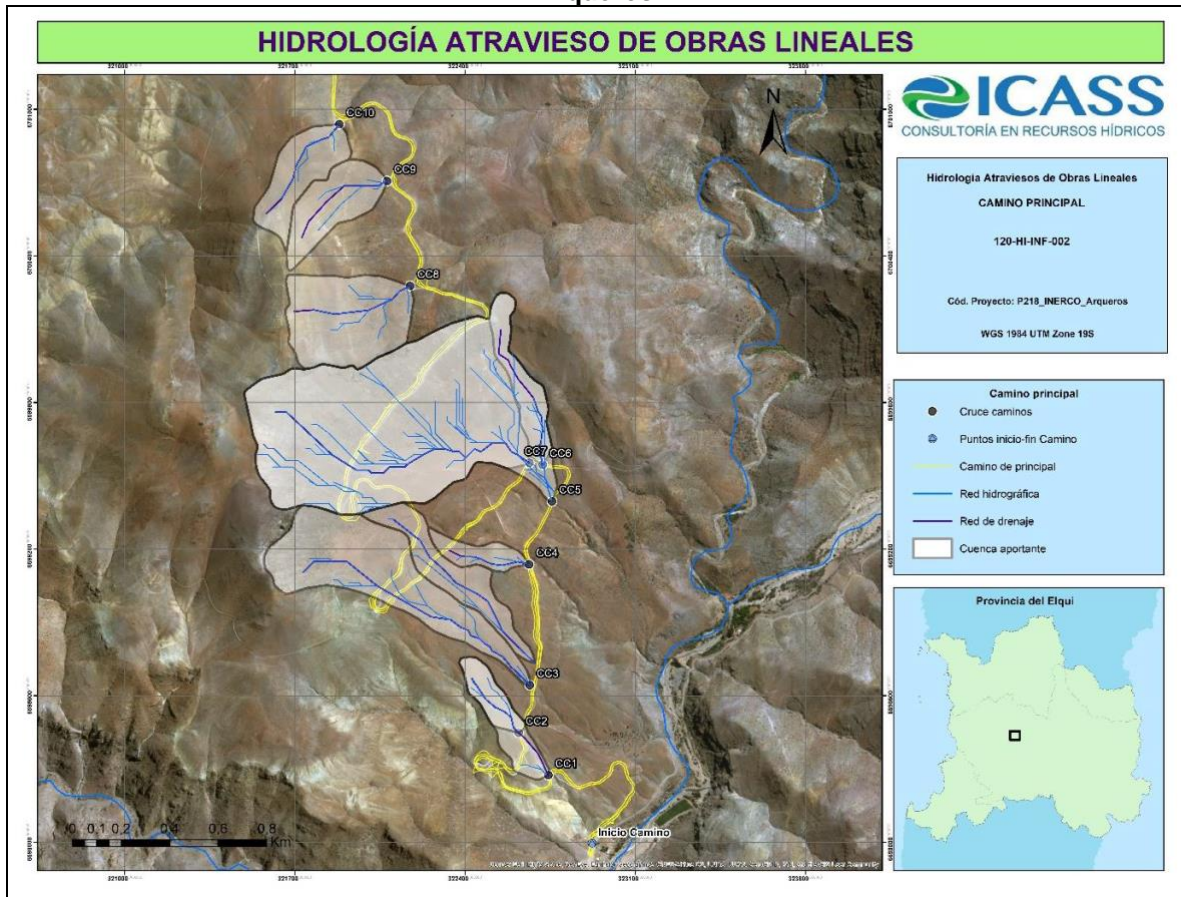 HIDROLOGÍA ATRAVIESO DE OBRAS LINEALES
ICASS
CONSULTORÍA EN RECURSOS HÍDRICOS
Hidrología Atraviesos de Obras Lineales
CAMINO PRINCIPAL
120-HI-INF-002
Cód. Proyecto: P218_INERCO_Arqueros
WGS 1984 UTM Zone 19S
Camino principal
Cruce caminos
Puntos inicio-fin Camino
Camino de principal
Red hidrográfica
Red de drenaje
Cuenca aportante
Provincia del Elqui
N
CC10
CC9
CC8
CC7
CC6
CC5
CC4
CC3
CC2
CC1
Inicio Camino
0 0,1 0,2 0,4 0,6 0,8
Km